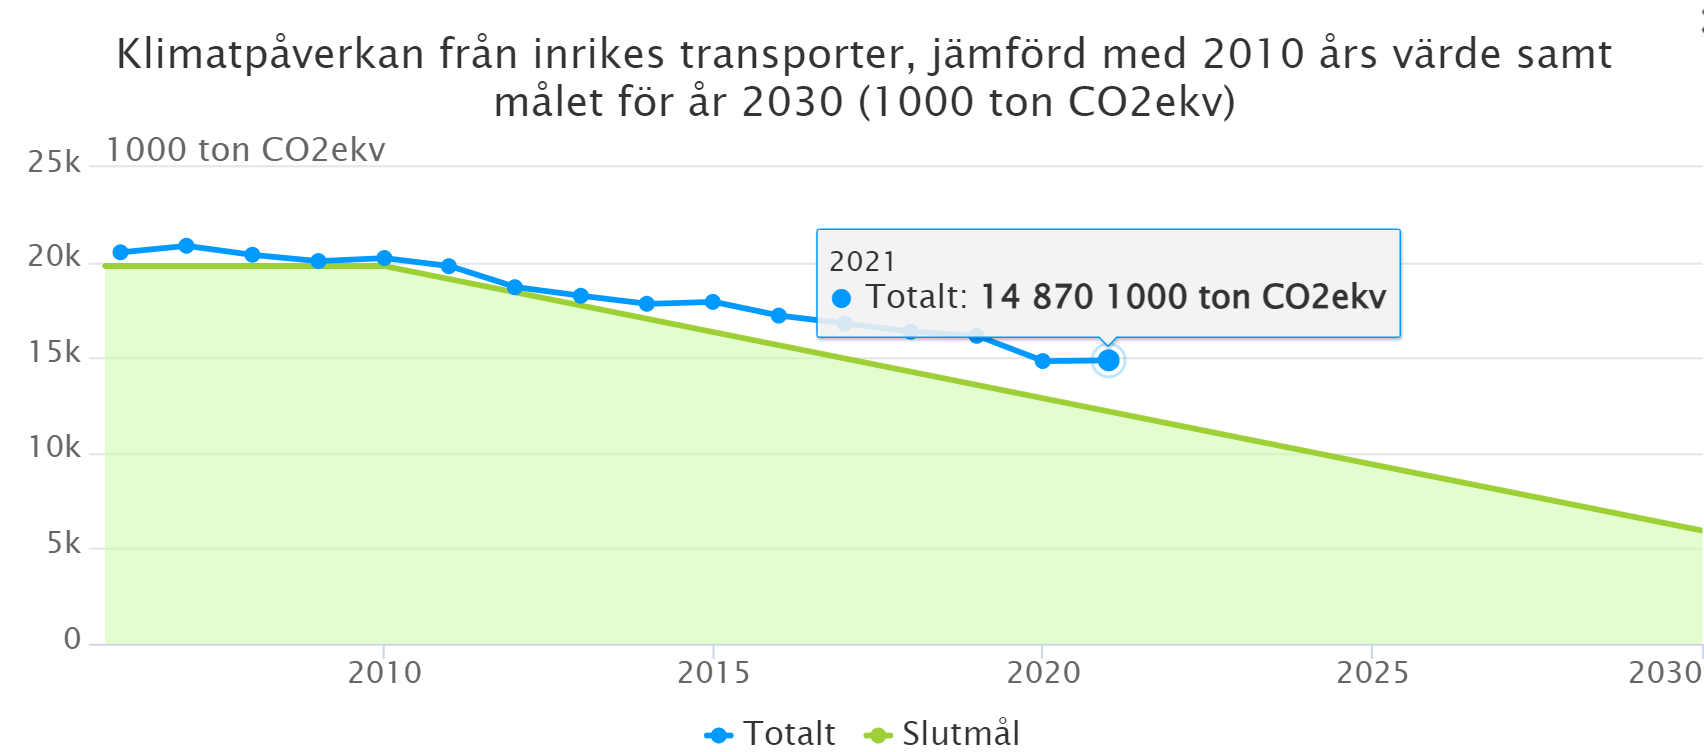 Klimatpåverkan från inrikes transporter, jämförd med 2010 års värde samt
målet för år 2030 (1000 ton CO2ekv)
1000 ton CO2ekv
25k
20k
15k
10k
5k
0
2021
Totalt: 14 870 1000 ton CO2ekv
2010 2015 2020 2025 2030
Totalt Slutmål